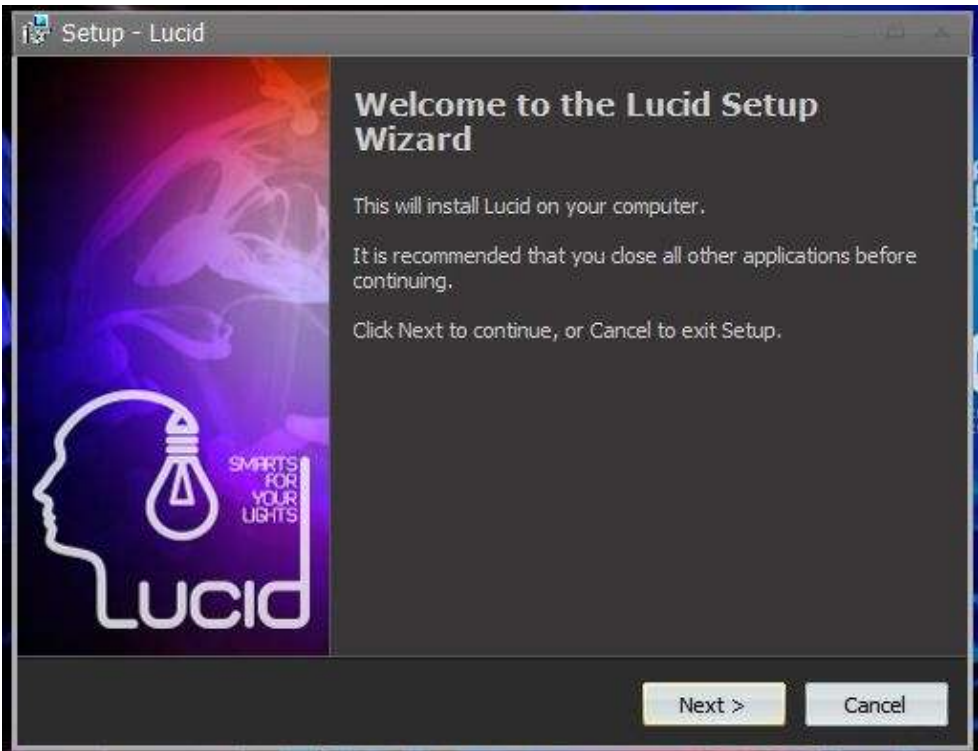 Setup - Lucid
Welcome to the Lucid Setup
Wizard
This will install Lucid on your computer.
It is recommended that you close all other applications before
continuing.
Click Next to continue, or Cancel to exit Setup.
SMARTS
FOR
YOUR
LIGHTS
LUCID
Next >
Cancel